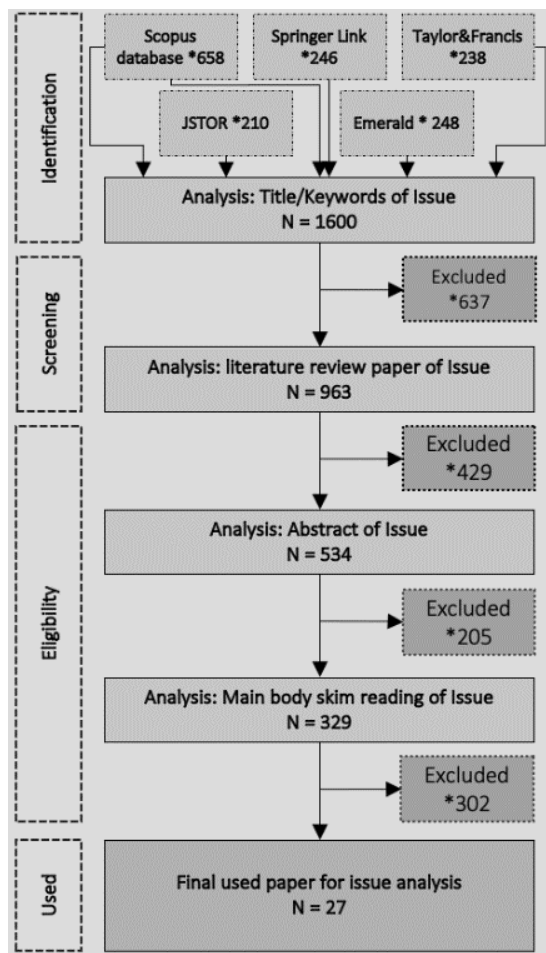 Identification
Scopus
database *658
Springer Link
*246
Taylor&Francis
*238
JSTOR *210
Emerald * 248
Analysis: Title/Keywords of Issue
N = 1600
Screening
Excluded
*637
Analysis: literature review paper of Issue
N = 963
Eligibility
Excluded
*429
Analysis: Abstract of Issue
N = 534
Excluded
*205
Analysis: Main body skim reading of Issue
N = 329
Excluded
*302
Used
Final used paper for issue analysis
N = 27